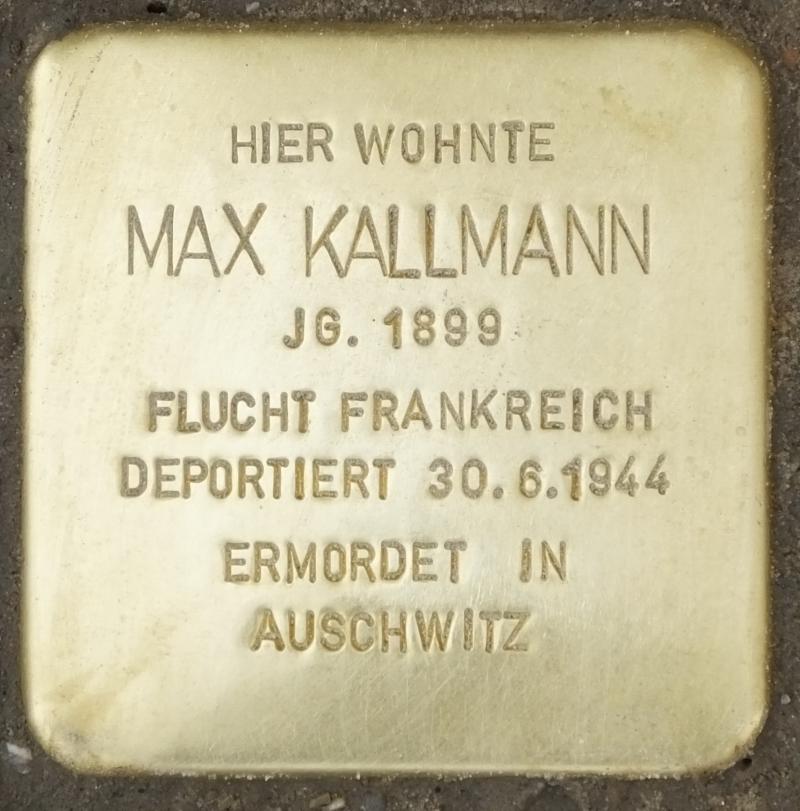 HIER WOHNTE
MAX KALLMANN
JG. 1899
FLUCHT FRANKREICH
DEPORTIERT 30.6.1944
ERMORDET IN
AUSCHWITZ